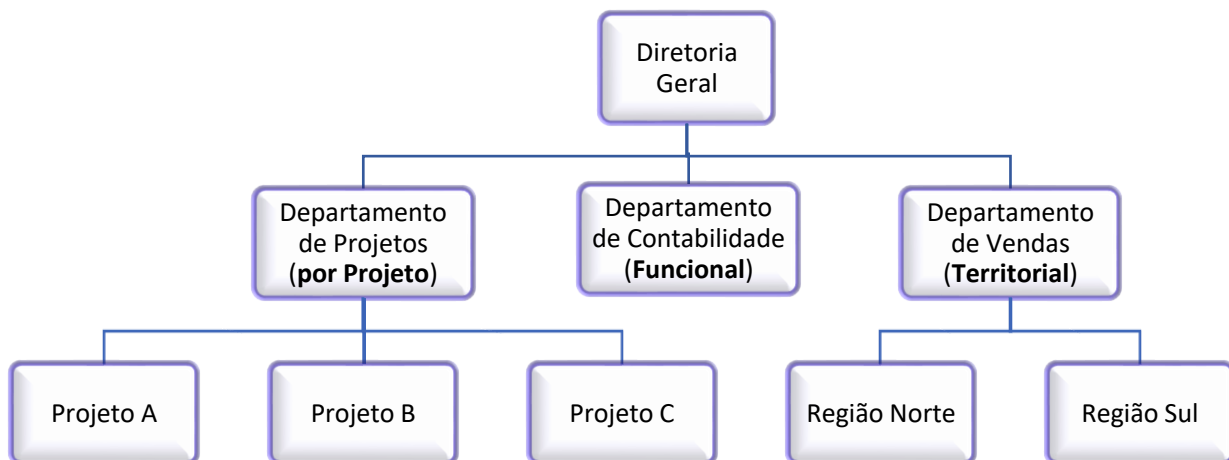 Diretoria
Geral
Departamento
de Projetos
(por Projeto)
Departamento
de Contabilidade
(Funcional)
Departamento
de Vendas
(Territorial)
Projeto A
Projeto B
Projeto C
Região Norte
Região Sul